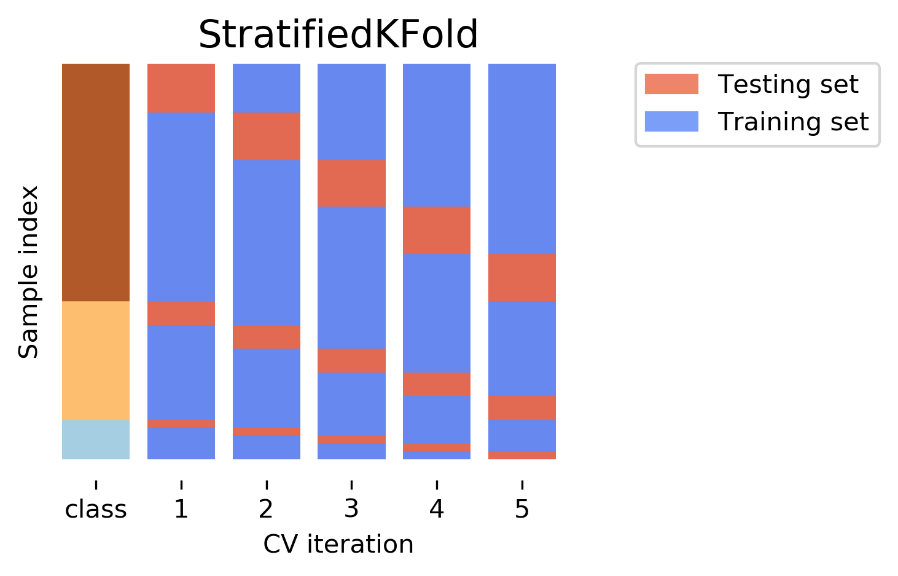 StratifiedKFold
Testing set
Training set
Sample index
class 1 2 3 4 5
CV iteration